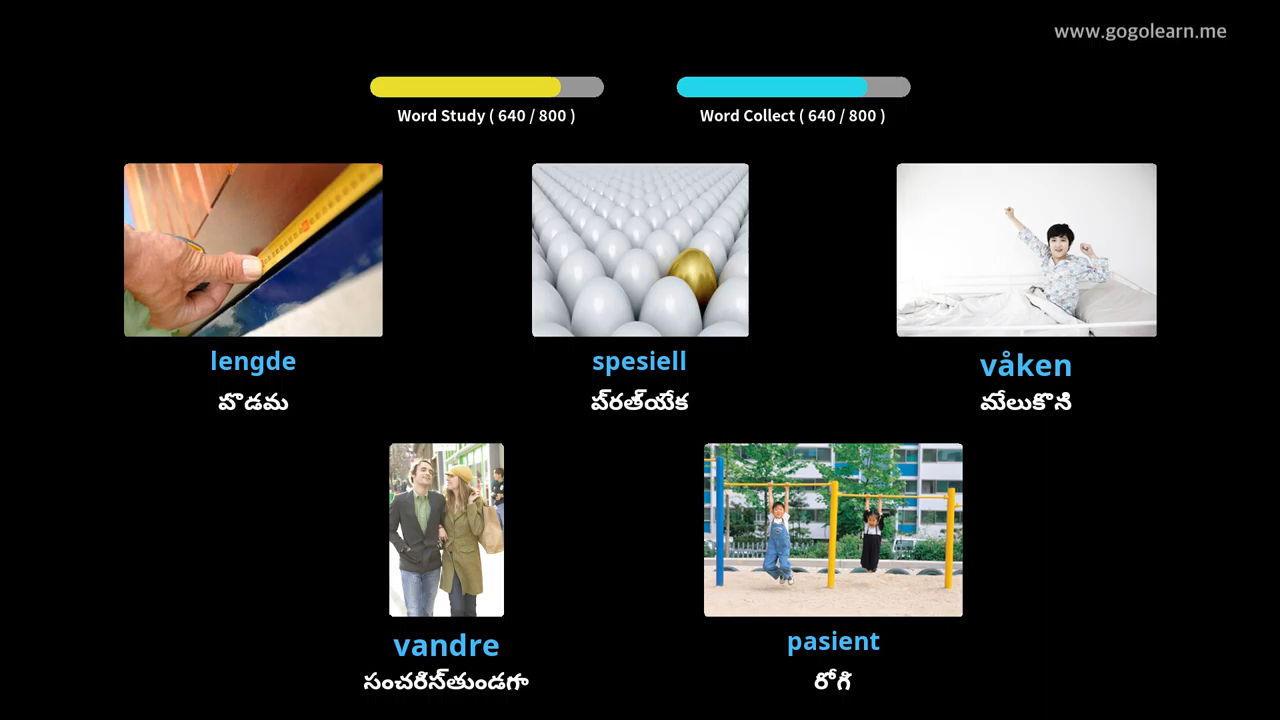 www.gogolearn.me
Word Study ( 640 / 800 )
Word Collect ( 640 / 800 )
lengde
spesiell
våken
పొడమ
ప్రత్యేక
మేలుకొని
vandre
pasient
సంచరిస్తుండగా
రోగి